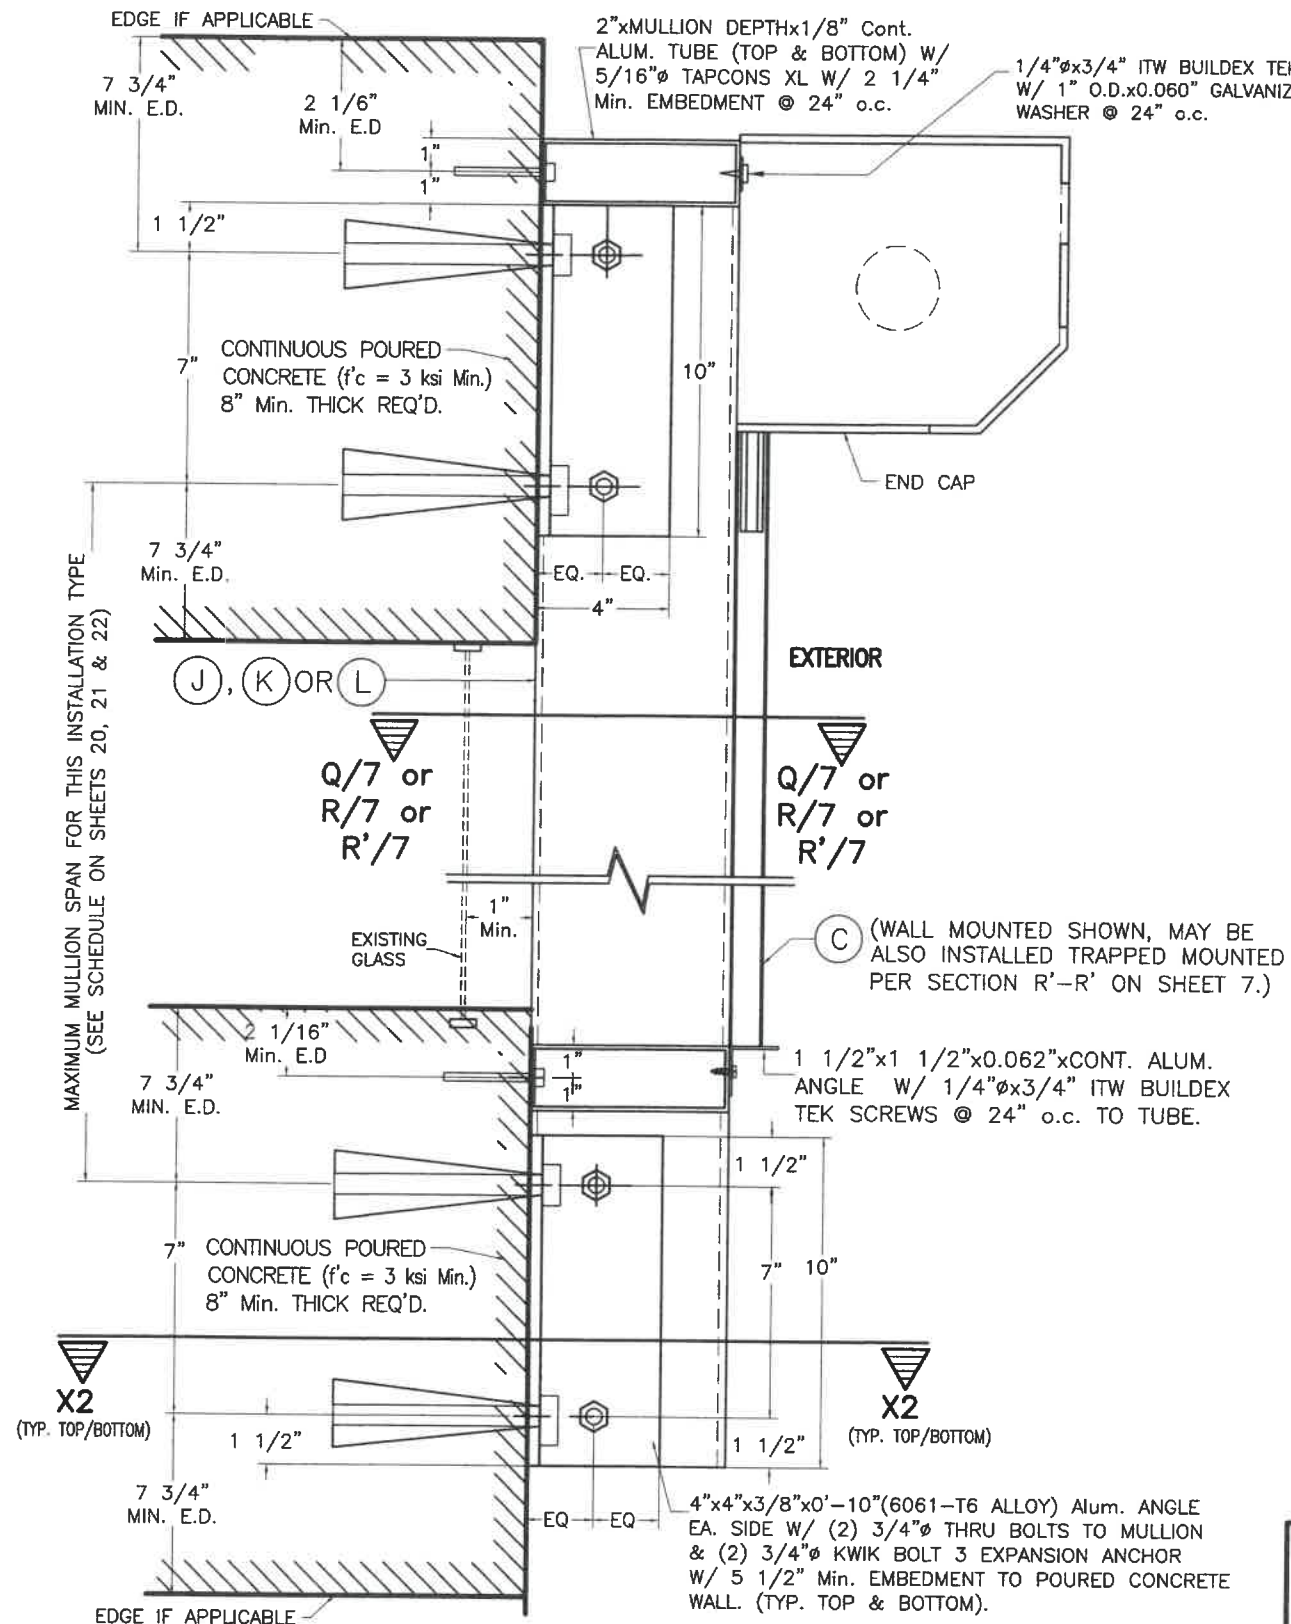 EDGE IF APPLICABLE
2"xMULLION DEPTHx1/8" Cont.
ALUM. TUBE (TOP & BOTTOM) W/
5/16"ø TAPCONS XL W/ 2 1/4"
Min. EMBEDMENT @ 24" o.c.
1/4"øx3/4" ITW BUILDEX
W/ 1" O.D.x0.060"
WASHER @ 24" o.c.
7 3/4"
MIN. E.D.
2 1/6"
Min. E.D
1"
1"
1 1/2"
7"
CONTINUOUS POURED
CONCRETE (f'c = 3 ksi Min.)
8" Min. THICK REQ'D.
10"
END CAP
7 3/4"
Min. E.D.
EQ.
EQ.
4"
MAXIMUM MULLION SPAN FOR THIS INSTALLATION TYPE
(SEE SCHEDULE ON SHEETS 20, 21 & 22)
J, K OR L
EXTERIOR
Q/7 or
R/7 or
R'/7
Q/7 or
R/7 or
R'/7
1"
Min.
EXISTING
GLASS
C (WALL MOUNTED SHOWN, MAY BE
ALSO INSTALLED TRAPPED MOUNTED
PER SECTION R'-R' ON SHEET 7.)
2 1/16"
Min. E.D
7 3/4"
MIN. E.D.
1"
1"
1 1/2"x1 1/2"x0.062"xCONT. ALUM.
ANGLE W/ 1/4"øx3/4" ITW BUILDEX
TEK SCREWS @ 24" o.c. TO TUBE.
1 1/2"
7"
CONTINUOUS POURED
CONCRETE (f'c = 3 ksi Min.)
8" Min. THICK REQ'D.
7"
10"
X2
(TYP. TOP/BOTTOM)
X2
(TYP. TOP/BOTTOM)
1 1/2"
1 1/2"
7 3/4"
MIN. E.D.
EQ
EQ
4"x4"x3/8"x0'-10"(6061-T6 ALLOY) Alum. ANGLE
EA. SIDE W/ (2) 3/4"ø THRU BOLTS TO MULLION
& (2) 3/4"ø KWIK BOLT 3 EXPANSION ANCHOR
W/ 5 1/2" Min. EMBEDMENT TO POURED CONCRETE
WALL. (TYP. TOP & BOTTOM).
EDGE IF APPLICABLE